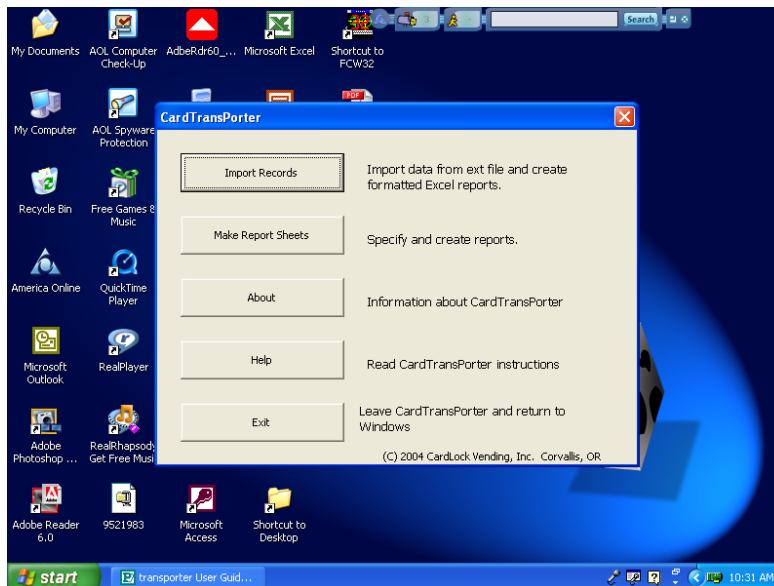 3
Search
My Documents
AOL Computer
Check-Up
AdbeRdr60_...
Microsoft Excel
Shortcut to
FCW32
My Computer
AOL Spyware
Protection
PDF
CardTransPorter
Import Records
Import data from ext file and create
formatted Excel reports.
Recycle Bin
Free Games &
Music
Make Report Sheets
Specify and create reports.
America Online
QuickTime
Player
About
Information about CardTransPorter
Microsoft
Outlook
RealPlayer
Help
Read CardTransPorter instructions
Adobe
Photoshop ...
RealRhapsody
Get Free Musi
Exit
Leave CardTransPorter and return to
Windows
(C) 2004 CardLock Vending, Inc. Corvallis, OR
Adobe Reader
6.0
9521983
Microsoft
Access
Shortcut to
Desktop
start
transporter User Guid...
10:31 AM